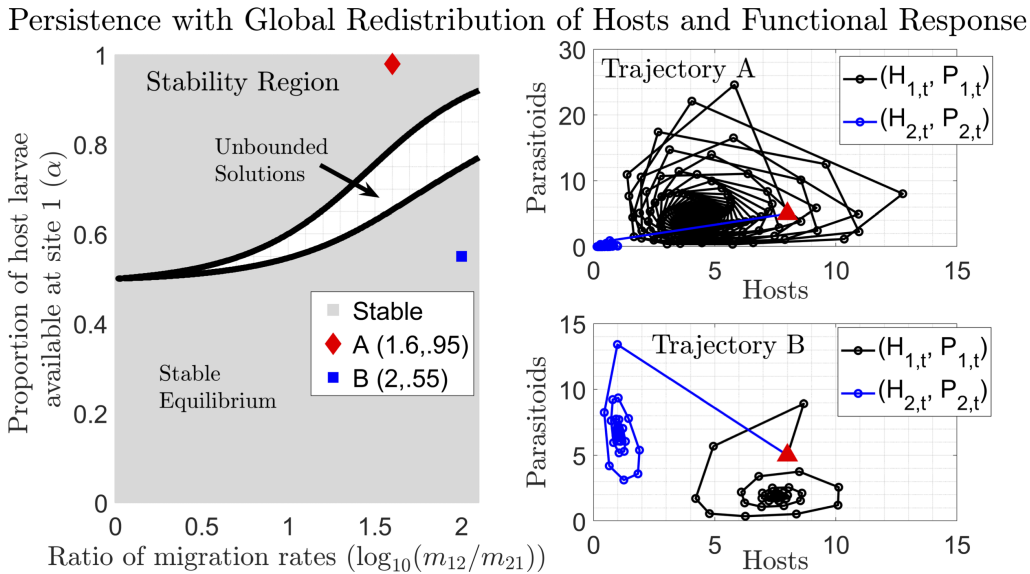 Persistence with Global Redistribution of Hosts and Functional Response
Proportion of host larvae
available at site 1 (α)
1
0.8
0.6
0.4
0.2
0
Stability Region
Unbounded
Solutions
Stable
A (1.6,.95)
B (2,.55)
Stable
Equilibrium
0
0.5
1
1.5
2
Ratio of migration rates (log₁₀(m₁₂/m₂₁))
Parasitoids
30
20
10
0
Trajectory A
(H₁,t, P₁,t)
(H₂,t, P₂,t)
0
5
10
15
Hosts
Parasitoids
15
10
5
0
Trajectory B
(H₁,t, P₁,t)
(H₂,t, P₂,t)
0
5
10
15
Hosts